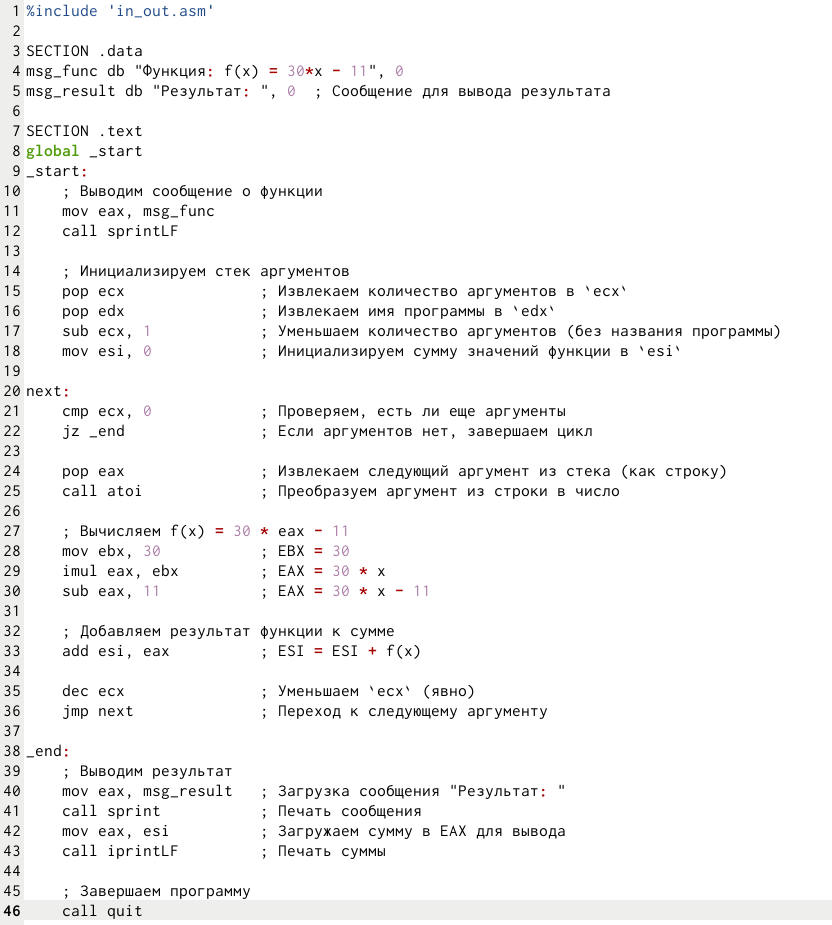 1 %include 'in_out.asm'
2
3 SECTION .data
4 msg_func db "Функция: f(x) = 30*x - 11", 0
5 msg_result db "Результат: ", 0  ; Сообщение для вывода результата
6
7 SECTION .text
8 global _start
9 _start:
10     ; Выводим сообщение о функции
11     mov eax, msg_func
12     call sprintLF
13
14     ; Инициализируем стек аргументов
15     pop ecx               ; Извлекаем количество аргументов в `ecx`
16     pop edx               ; Извлекаем имя программы в `edx`
17     sub ecx, 1            ; Уменьшаем количество аргументов (без названия программы)
18     mov esi, 0            ; Инициализируем сумму значений функции в `esi`
19
20 next:
21     cmp ecx, 0            ; Проверяем, есть ли еще аргументы
22     jz _end               ; Если аргументов нет, завершаем цикл
23
24     pop eax               ; Извлекаем следующий аргумент из стека (как строку)
25     call atoi             ; Преобразуем аргумент из строки в число
26
27     ; Вычисляем f(x) = 30 * eax - 11
28     mov ebx, 30           ; EBX = 30
29     imul eax, ebx         ; EAX = 30 * x
30     sub eax, 11           ; EAX = 30 * x - 11
31
32     ; Добавляем результат функции к сумме
33     add esi, eax          ; ESI = ESI + f(x)
34
35     dec ecx               ; Уменьшаем `ecx` (явно)
36     jmp next              ; Переход к следующему аргументу
37
38 _end:
39     ; Выводим результат
40     mov eax, msg_result   ; Загрузка сообщения "Результат: "
41     call sprint           ; Печать сообщения
42     mov eax, esi          ; Загружаем сумму в EAX для вывода
43     call iprintLF         ; Печать суммы
44
45     ; Завершаем программу
46     call quit